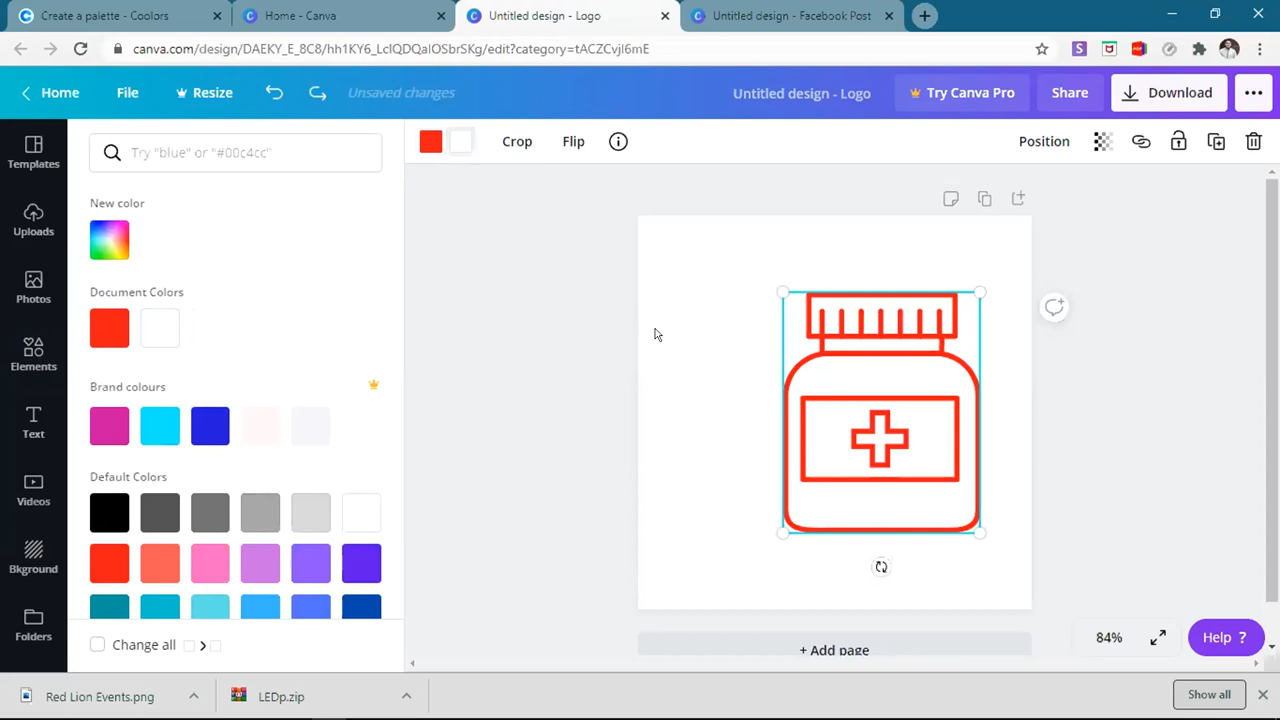 Create a palette - Coolors
Home - Canva
Untitled design - Logo
Untitled design - Facebook Post
canva.com/design/DAEKY_E_8C8/hh1KY6_LcIQDQaIOSbrSKg/edit?category=tACZCvjI6mE
Home
File
Resize
Unsaved changes
Untitled design - Logo
Try Canva Pro
Share
Download
Templates
Uploads
Photos
Elements
Text
Videos
Bkground
Folders
Try "blue" or "#00c4cc"
New color
Document Colors
Brand colours
Default Colors
Change all
Crop
Flip
Position
+ Add page
84%
Help ?
Red Lion Events.png
LEDp.zip
Show all